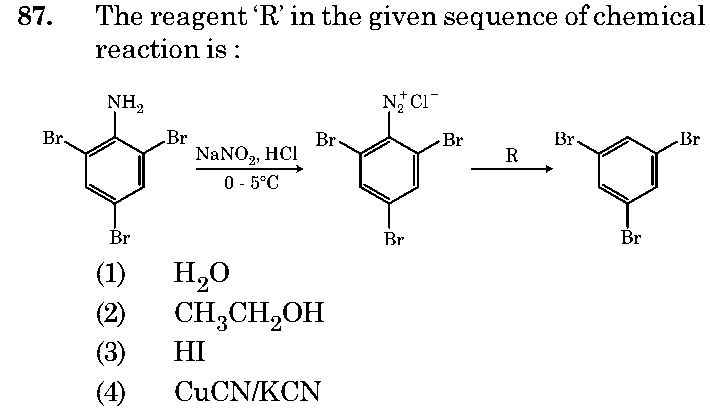 87. The reagent ‘R’ in the given sequence of chemical
reaction is :
NH₂
Br
Br
Br
NaNO₂, HCl
0 - 5°C
N₂⁺Cl⁻
Br
Br
Br
R
Br
Br
Br
(1) H₂O
(2) CH₃CH₂OH
(3) HI
(4) CuCN/KCN